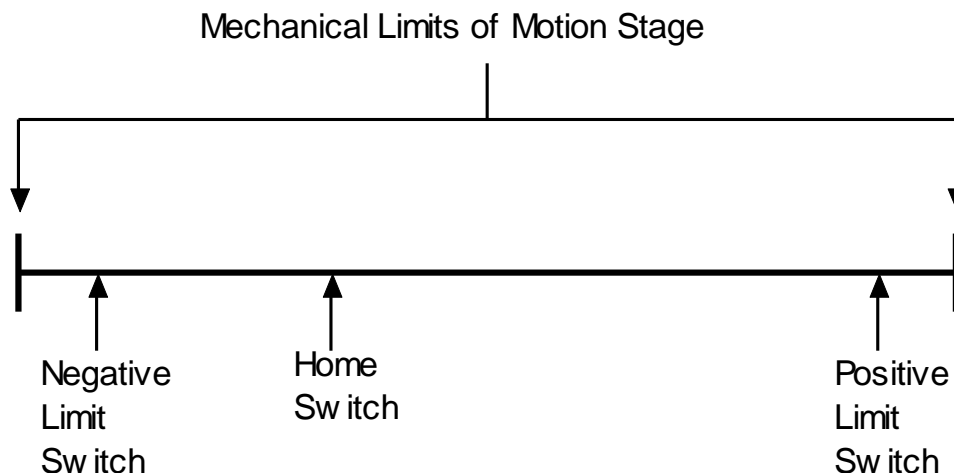 Mechanical Limits of Motion Stage
Negative
Limit
Switch
Home
Switch
Positive
Limit
Switch